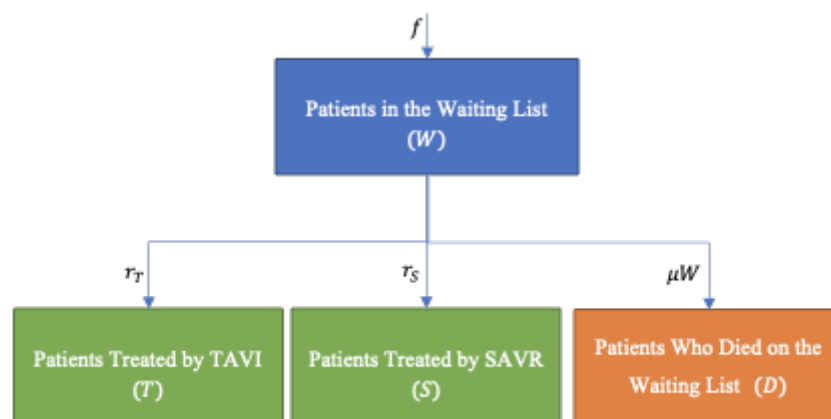 f
Patients in the Waiting List
(W)
r_T
r_S
μW
Patients Treated by TAVI
(T)
Patients Treated by SAVR
(S)
Patients Who Died on the
Waiting List (D)